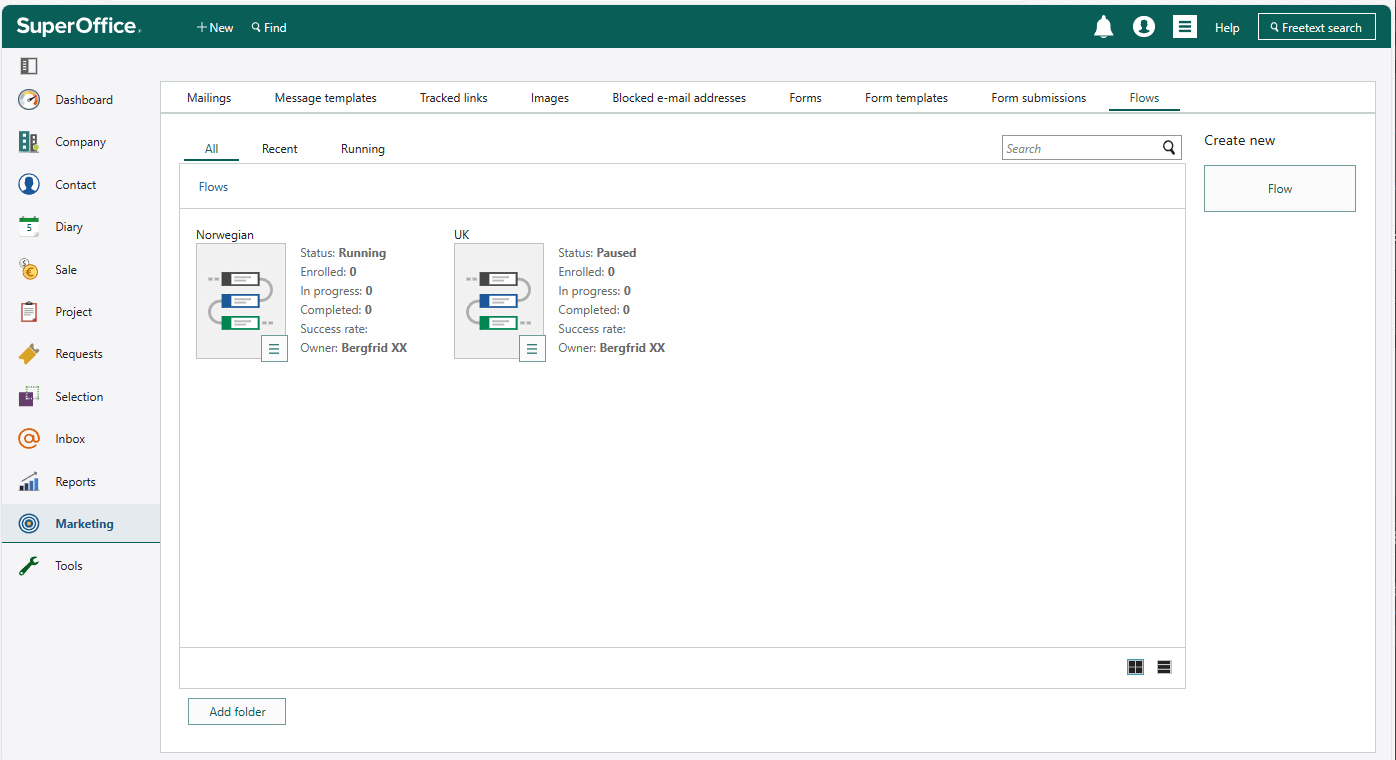 SuperOffice.
New
Find
Help
Freetext search
Dashboard
Company
Contact
5
Diary
Sale
Project
Requests
Selection
Inbox
Reports
Marketing
Tools
Mailings
Message templates
Tracked links
Images
Blocked e-mail addresses
Forms
Form templates
Form submissions
Flows
All
Recent
Running
Search
Create new
Flow
Flows
Norwegian
Status: Running
Enrolled: 0
In progress: 0
Completed: 0
Success rate:
Owner: Bergfrid XX
UK
Status: Paused
Enrolled: 0
In progress: 0
Completed: 0
Success rate:
Owner: Bergfrid XX
Add folder